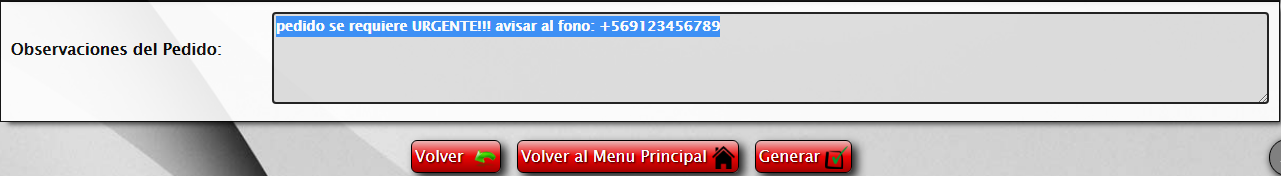 pedido se requiere URGENTE!!! avisar al fono: +569123456789
Observaciones del Pedido:
Volver
Volver al Menu Principal
Generar